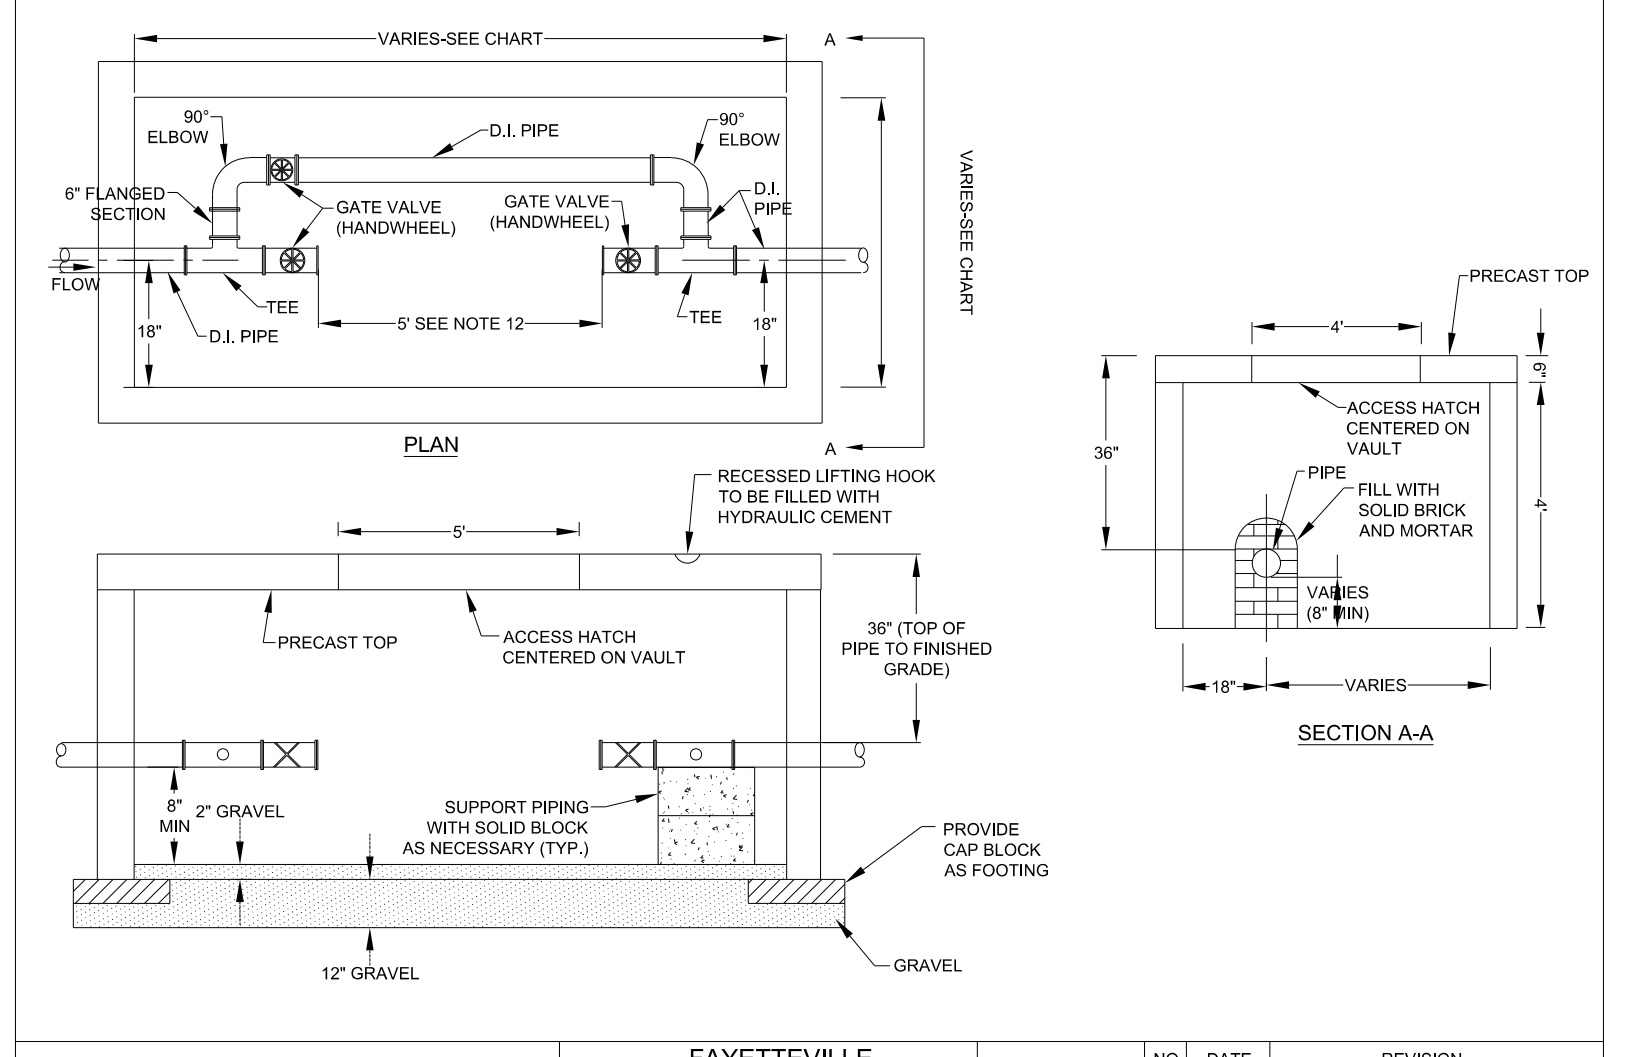 VARIES-SEE CHART
A
90°
ELBOW
D.I. PIPE
90°
ELBOW
6" FLANGED
SECTION
GATE VALVE
(HANDWHEEL)
GATE VALVE
(HANDWHEEL)
D.I.
PIPE
VARIES-SEE CHART
FLOW
TEE
18"
D.I. PIPE
5' SEE NOTE 12
TEE
18"
PLAN
A
PRECAST TOP
4'
6"
ACCESS HATCH
CENTERED ON
VAULT
36"
PIPE
FILL WITH
SOLID BRICK
AND MORTAR
4'
VARIES
(8" MIN)
18"
VARIES
SECTION A-A
RECESSED LIFTING HOOK
TO BE FILLED WITH
HYDRAULIC CEMENT
5'
PRECAST TOP
ACCESS HATCH
CENTERED ON VAULT
36" (TOP OF
PIPE TO FINISHED
GRADE)
8"
MIN
2" GRAVEL
SUPPORT PIPING
WITH SOLID BLOCK
AS NECESSARY (TYP.)
PROVIDE
CAP BLOCK
AS FOOTING
12" GRAVEL
GRAVEL
FAYETTEVILLE
NO
DATE
REVISION